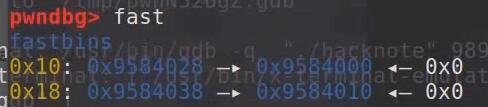 pwndbg> fast
fastbins
0x10: 0x9584028 —▸ 0x9584000 ◂— 0x0
0x18: 0x9584038 —▸ 0x9584010 ◂— 0x0